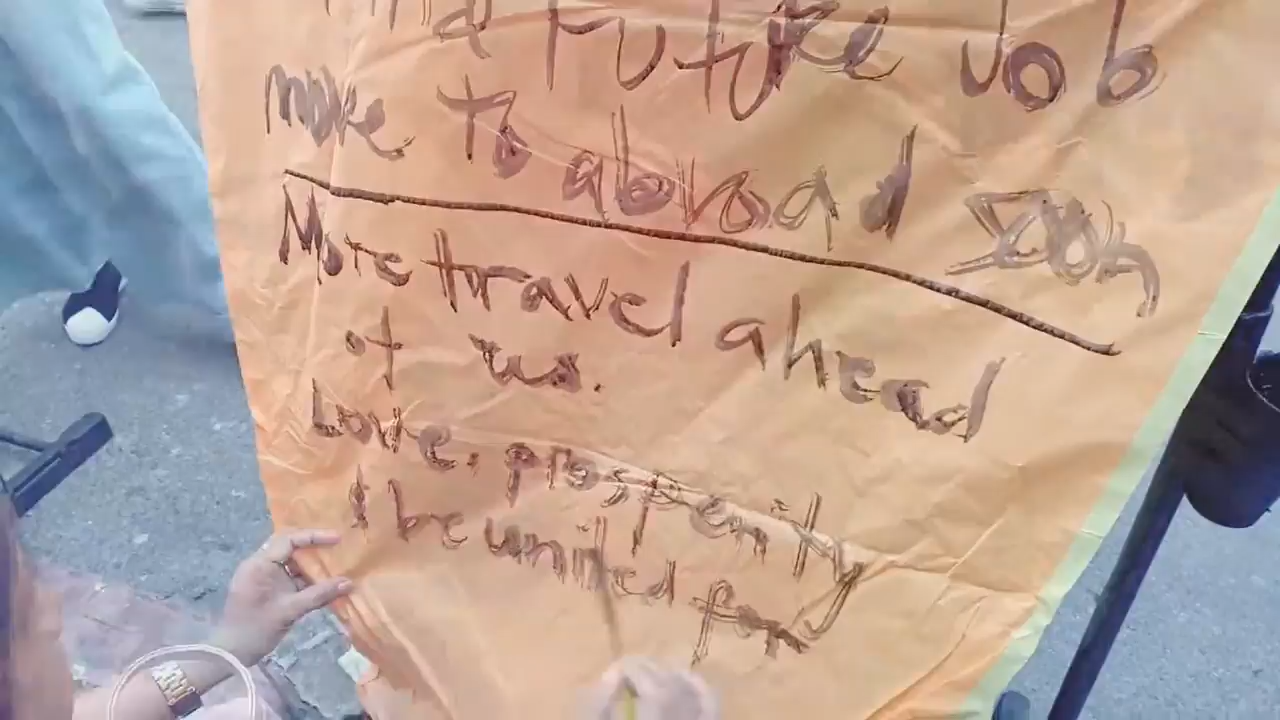 Future Job
move to abroad
More travel ahead
of us.
Love, prosperity
& be united